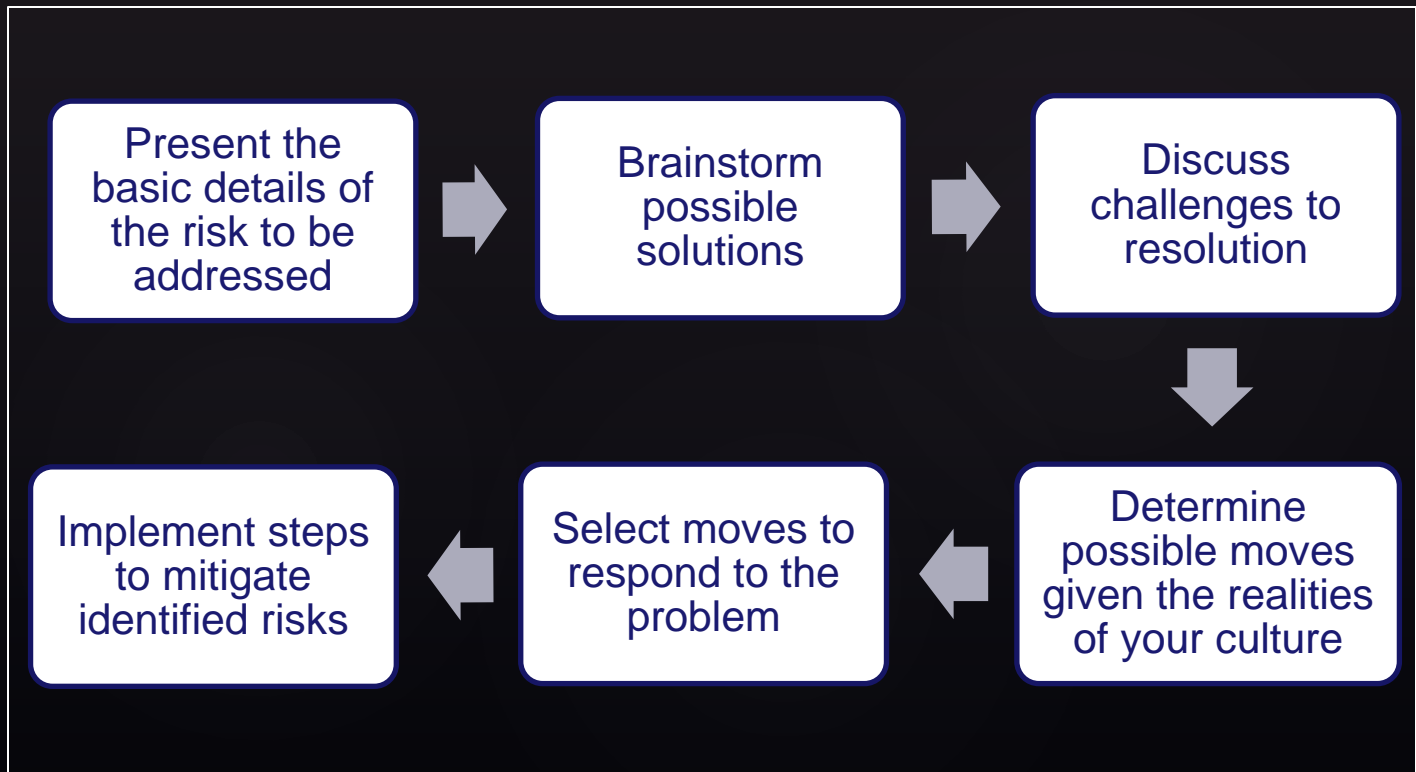 Present the
basic details of
the risk to be
addressed
Brainstorm
possible
solutions
Discuss
challenges to
resolution
Determine
possible moves
given the realities
of your culture
Select moves to
respond to the
problem
Implement steps
to mitigate
identified risks